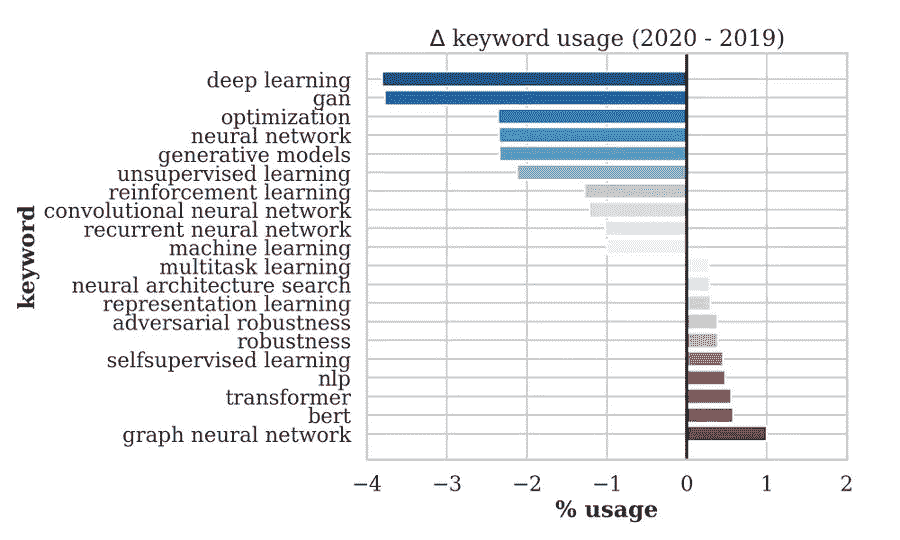 Δ keyword usage (2020 - 2019)
deep learning
gan
optimization
neural network
generative models
unsupervised learning
reinforcement learning
convolutional neural network
recurrent neural network
machine learning
multitask learning
neural architecture search
representation learning
adversarial robustness
robustness
selfsupervised learning
nlp
transformer
bert
graph neural network
keyword
−4 −3 −2 −1 0 1 2
% usage